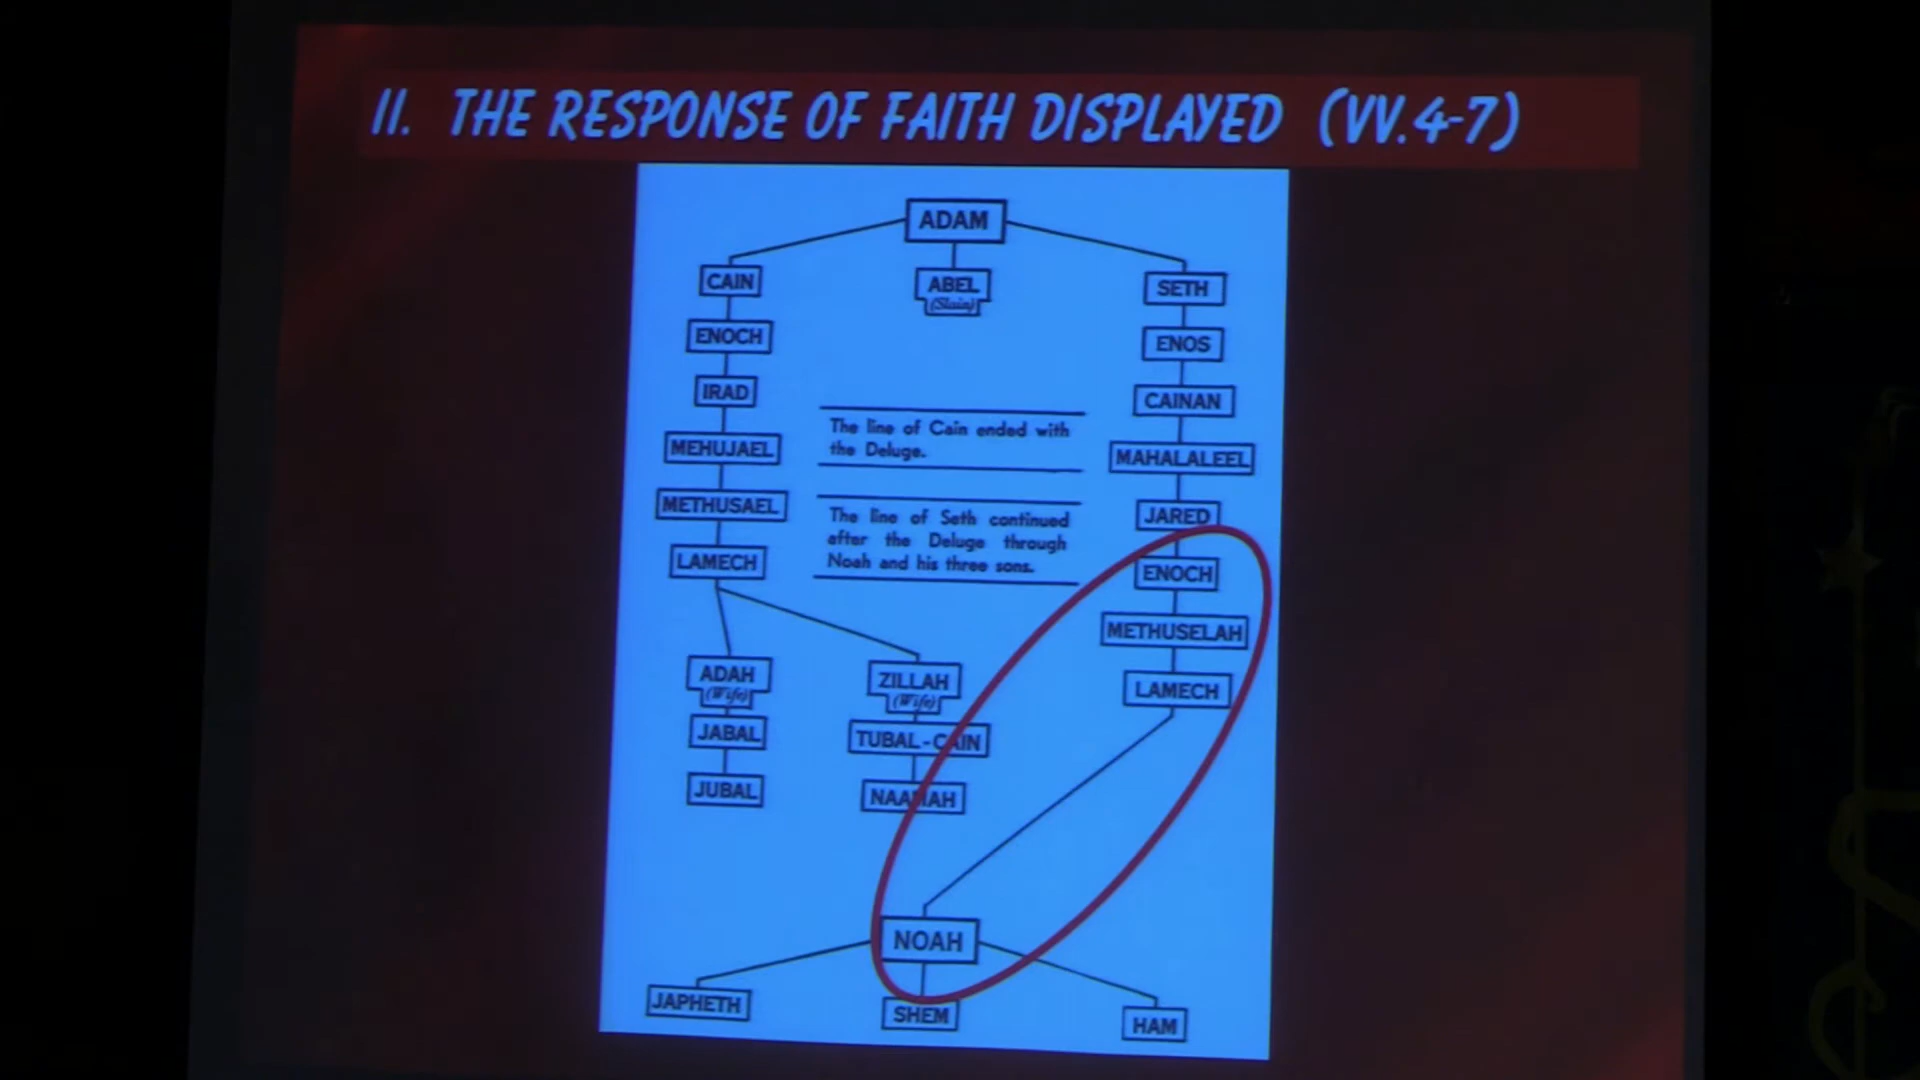 II. THE RESPONSE OF FAITH DISPLAYED (VV.4-7)
ADAM
CAIN
ABEL
(Slain)
SETH
ENOCH
ENOS
IRAD
CAINAN
The line of Cain ended with
the Deluge.
MEHUJAEL
MAHALALEEL
METHUSAEL
JARED
The line of Seth continued
after the Deluge through
Noah and his three sons.
LAMECH
ENOCH
METHUSELAH
ADAH
(Wife)
ZILLAH
(Wife)
LAMECH
JABAL
TUBAL-CAIN
JUBAL
NAAMAH
NOAH
JAPHETH
SHEM
HAM